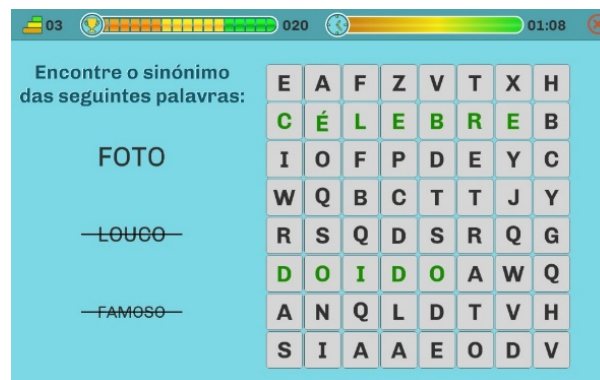 03 020 01:08
Encontre o sinónimo
das seguintes palavras:
FOTO
LOUCO
FAMOSO
E A F Z V T X H
C É L E B R E B
I O F P D E Y C
W Q B C T T J Y
R S Q D S R Q G
D O I D O A W Q
A N Q L D T V H
S I A A E O D V